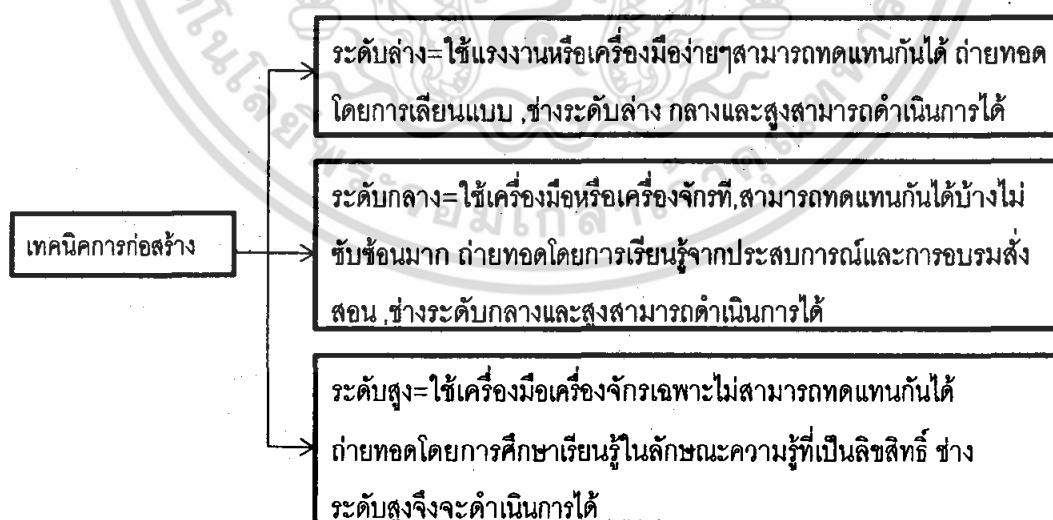 ระดับล่าง=ใช้แรงงานหรือเครื่องมือง่ายๆสามารถทดแทนกันได้ ถ่ายทอด
โดยการเลียนแบบ ,ช่างระดับล่าง กลางและสูงสามารถดำเนินการได้
เทคนิคการก่อสร้าง
ระดับกลาง=ใช้เครื่องมือหรือเครื่องจักรที่,สามารถทดแทนกันได้บ้างไม่
ซับซ้อนมาก ถ่ายทอดโดยการเรียนรู้จากประสบการณ์และการอบรมสั่ง
สอน ,ช่างระดับกลางและสูงสามารถดำเนินการได้
ระดับสูง=ใช้เครื่องมือเครื่องจักรเฉพาะไม่สามารถทดแทนกันได้
ถ่ายทอดโดยการศึกษาเรียนรู้ในลักษณะความรู้ที่เป็นลิขสิทธิ์ ช่าง
ระดับสูงจึงจะดำเนินการได้